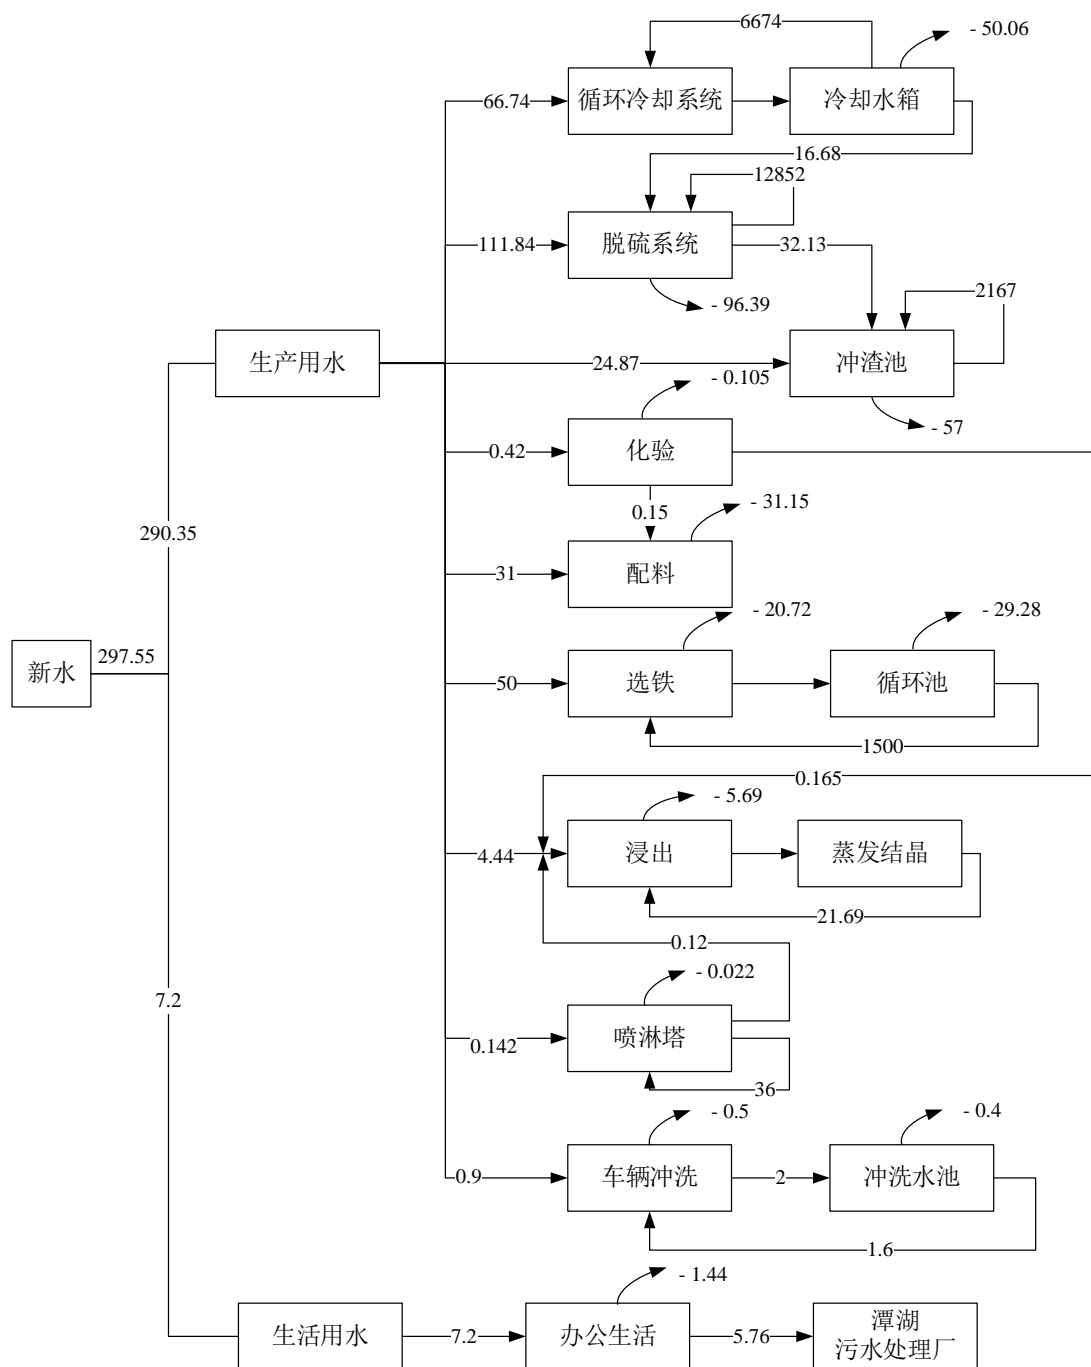 6674
- 50.06
66.74
循环冷却系统
冷却水箱
16.68
12852
111.84
脱硫系统
32.13
- 96.39
2167
生产用水
24.87
冲渣池
- 0.105
- 57
0.42
化验
0.15
- 31.15
290.35
31
配料
- 20.72
- 29.28
新水
297.55
50
选铁
循环池
1500
0.165
- 5.69
4.44
浸出
蒸发结晶
21.69
0.12
- 0.022
7.2
0.142
喷淋塔
36
- 0.5
- 0.4
0.9
车辆冲洗
2
冲洗水池
1.6
- 1.44
生活用水
7.2
办公生活
5.76
潭湖
污水处理厂